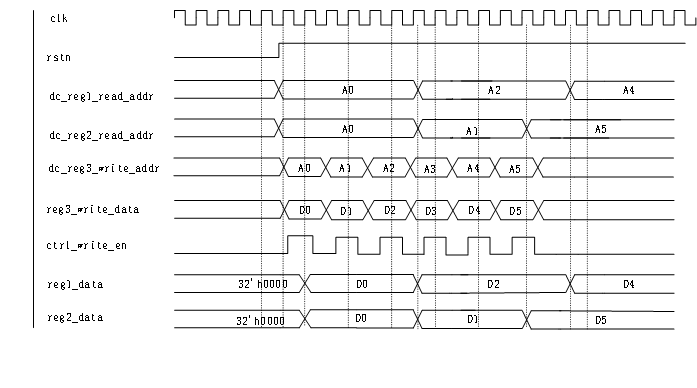 clk
rstn
dc_reg1_read_addr A0 A2 A4
dc_reg2_read_addr A0 A1 A5
dc_reg3_write_addr A0 A1 A2 A3 A4 A5
reg3_write_data D0 D1 D2 D3 D4 D5
ctrl_write_en
reg1_data 32'h0000 D0 D2 D4
reg2_data 32'h0000 D0 D1 D5